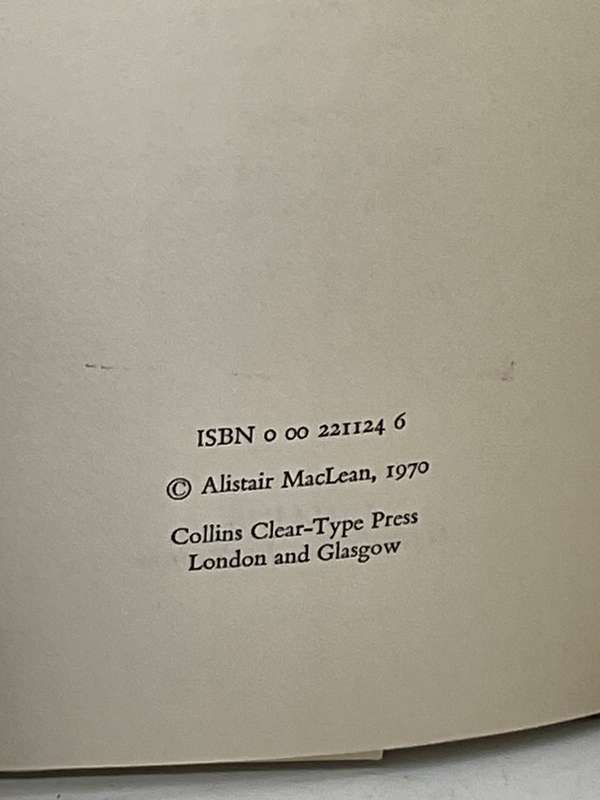 ISBN 0 00 221124 6
© Alistair MacLean, 1970
Collins Clear-Type Press
London and Glasgow